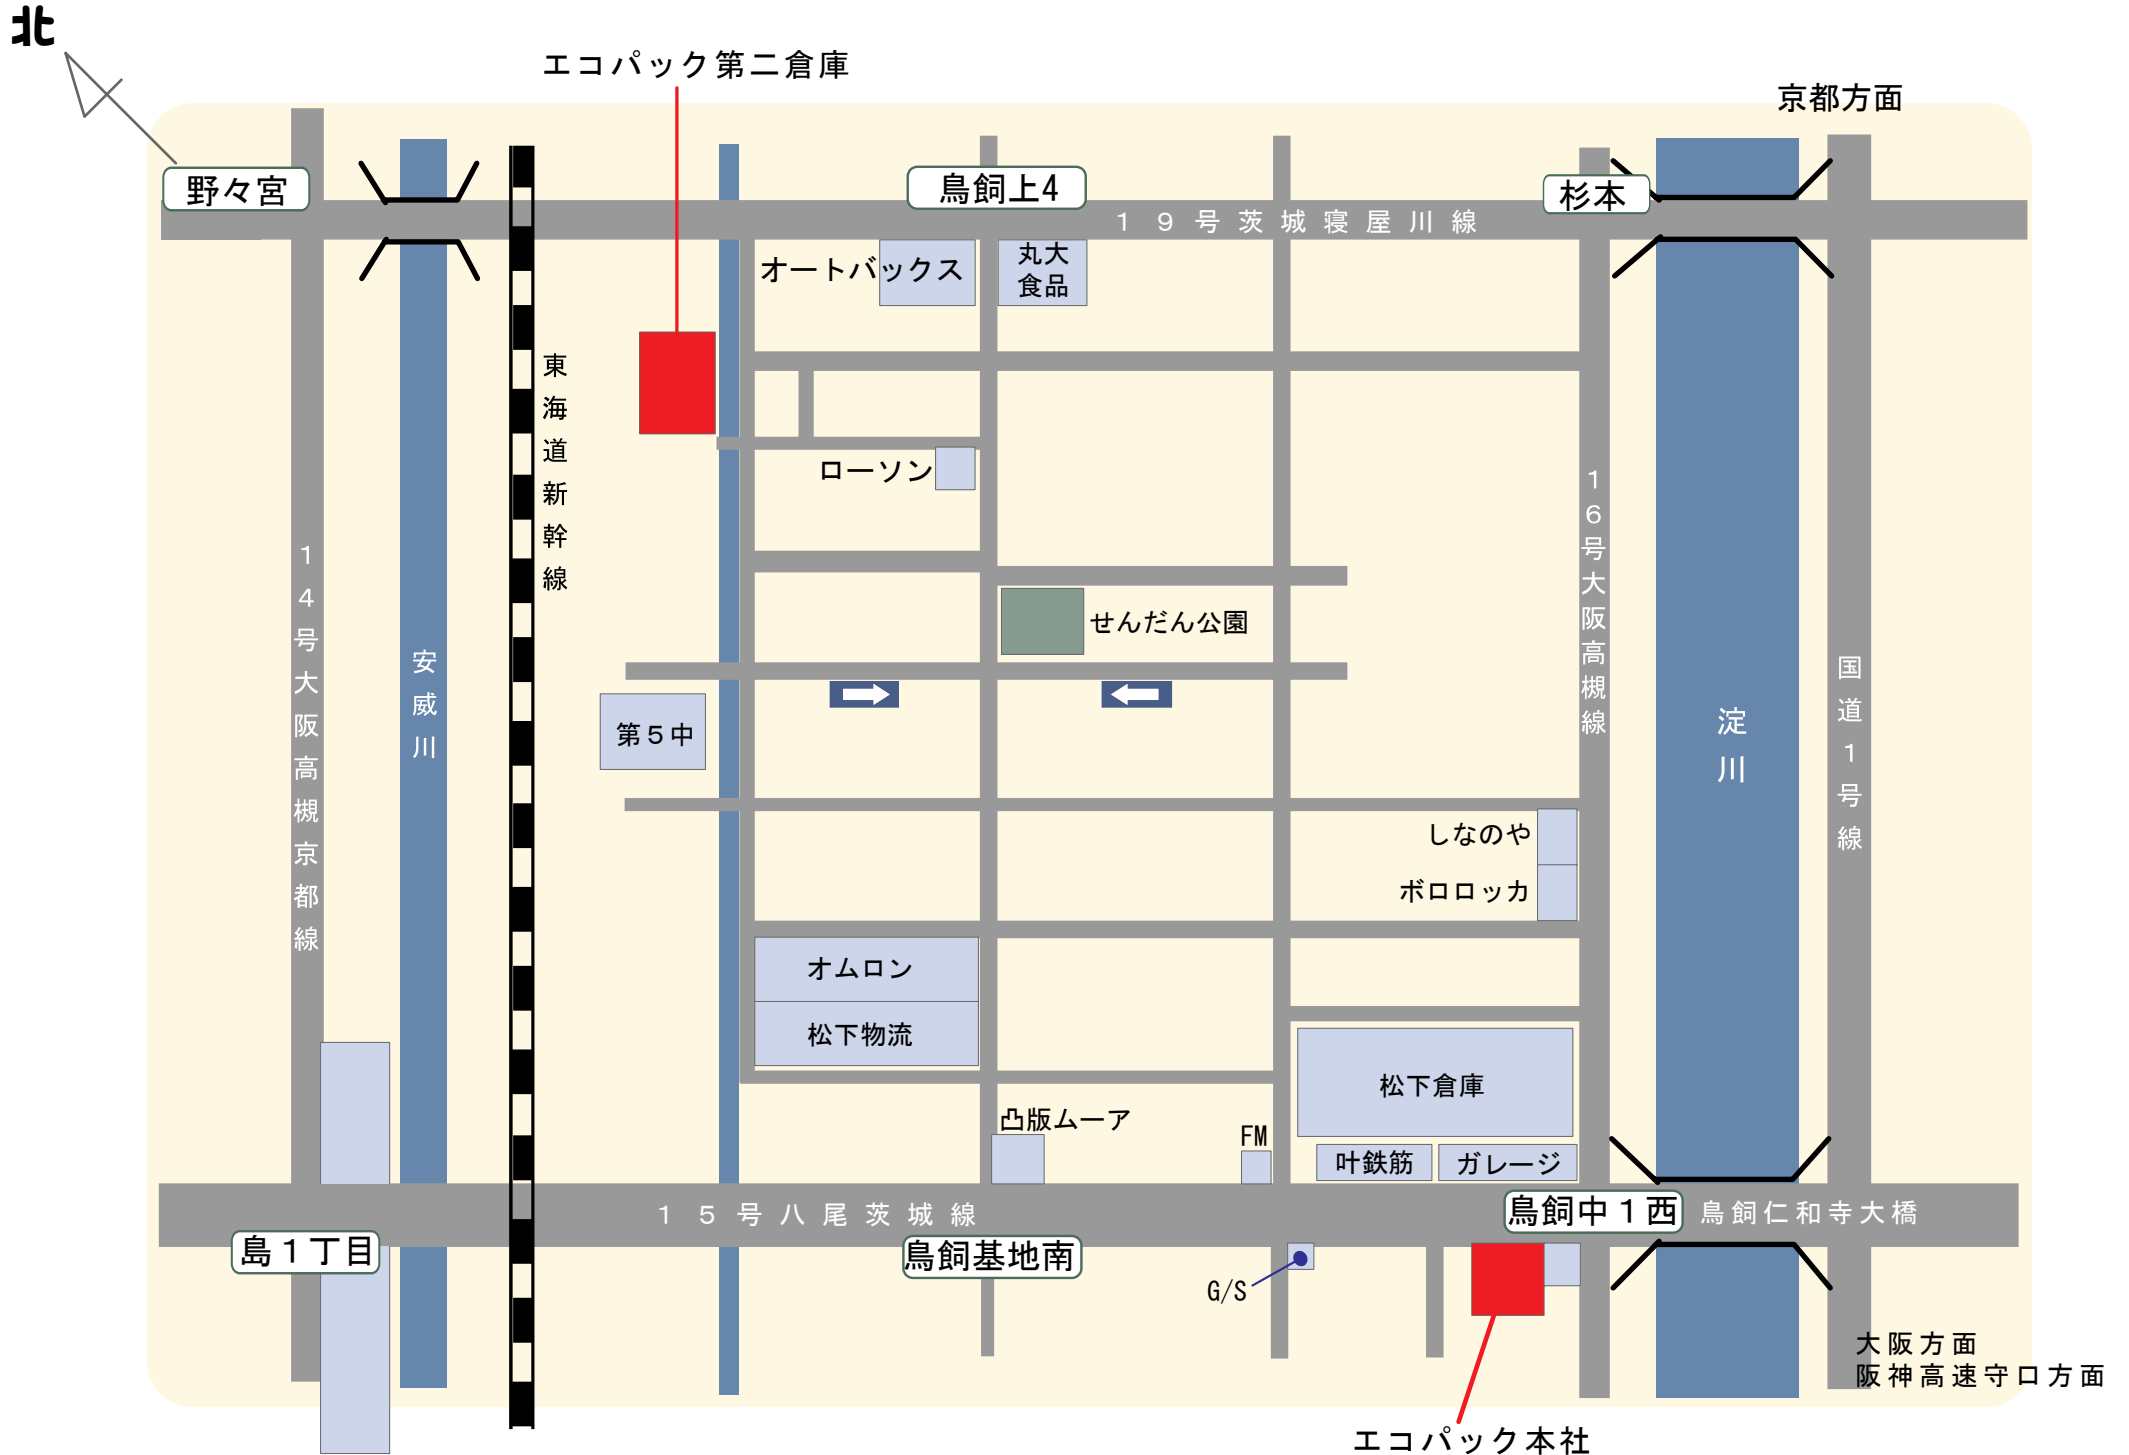 北
エコパック第二倉庫
京都方面
野々宮
鳥飼上4
杉本
１９号茨城寝屋川線
オートバックス
丸大
食品
東海道新幹線
ローソン
１４号大阪高槻京都線
１６号大阪高槻線
せんだん公園
安威川
国道１号線
淀川
第５中
しなのや
ボロロッカ
オムロン
松下物流
松下倉庫
凸版ムーア
FM
叶鉄筋
ガレージ
１５号八尾茨城線
鳥飼中１西
鳥飼仁和寺大橋
島１丁目
鳥飼基地南
G/S
大阪方面
阪神高速守口方面
エコパック本社